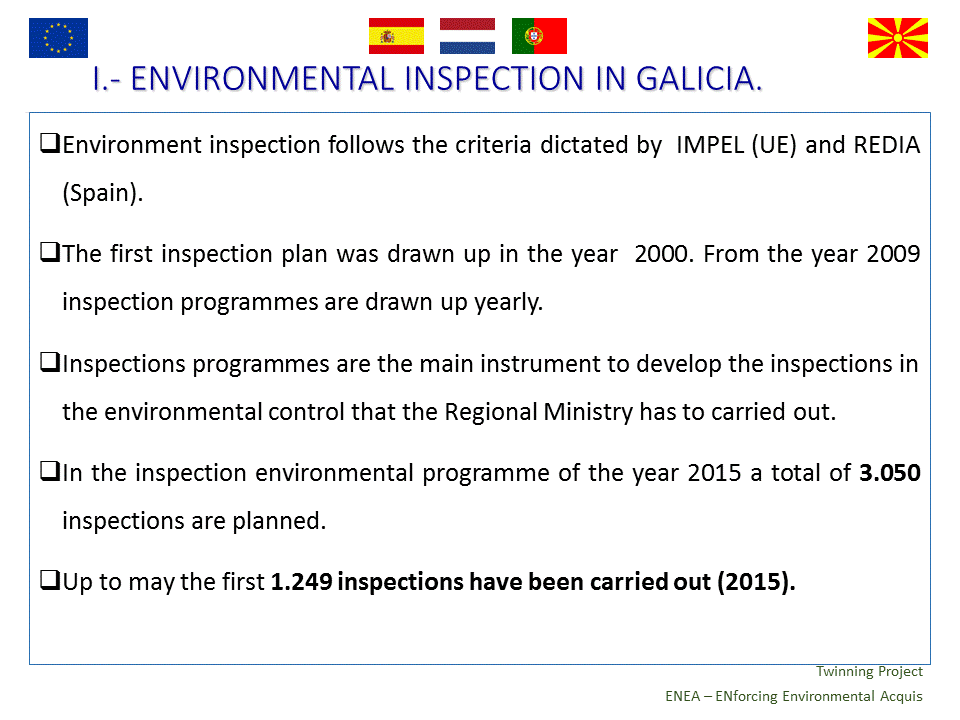 I.- ENVIRONMENTAL INSPECTION IN GALICIA.
❑Environment inspection follows the criteria dictated by  IMPEL (UE) and REDIA
(Spain).
❑The first inspection plan was drawn up in the year  2000. From the year 2009
inspection programmes are drawn up yearly.
❑Inspections programmes are the main instrument to develop the inspections in
the environmental control that the Regional Ministry has to carried out.
❑In the inspection environmental programme of the year 2015 a total of 3.050
inspections are planned.
❑Up to may the first 1.249 inspections have been carried out (2015).
Twinning Project
ENEA – ENforcing Environmental Acquis